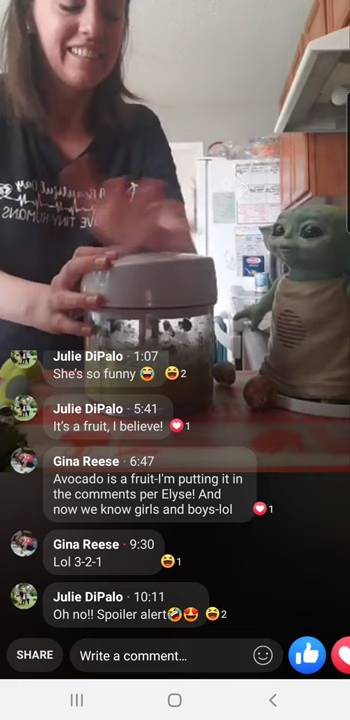 Julie DiPalo · 1:07
She's so funny 😂 😆 2
Julie DiPalo · 5:41
It's a fruit, I believe! ❤️ 1
Gina Reese · 6:47
Avocado is a fruit-I'm putting it in
the comments per Elyse! And
now we know girls and boys-lol ❤️ 1
Gina Reese · 9:30
Lol 3-2-1 😆 1
Julie DiPalo · 10:11
Oh no!! Spoiler alert🤣😍 😆 2
SHARE
Write a comment...